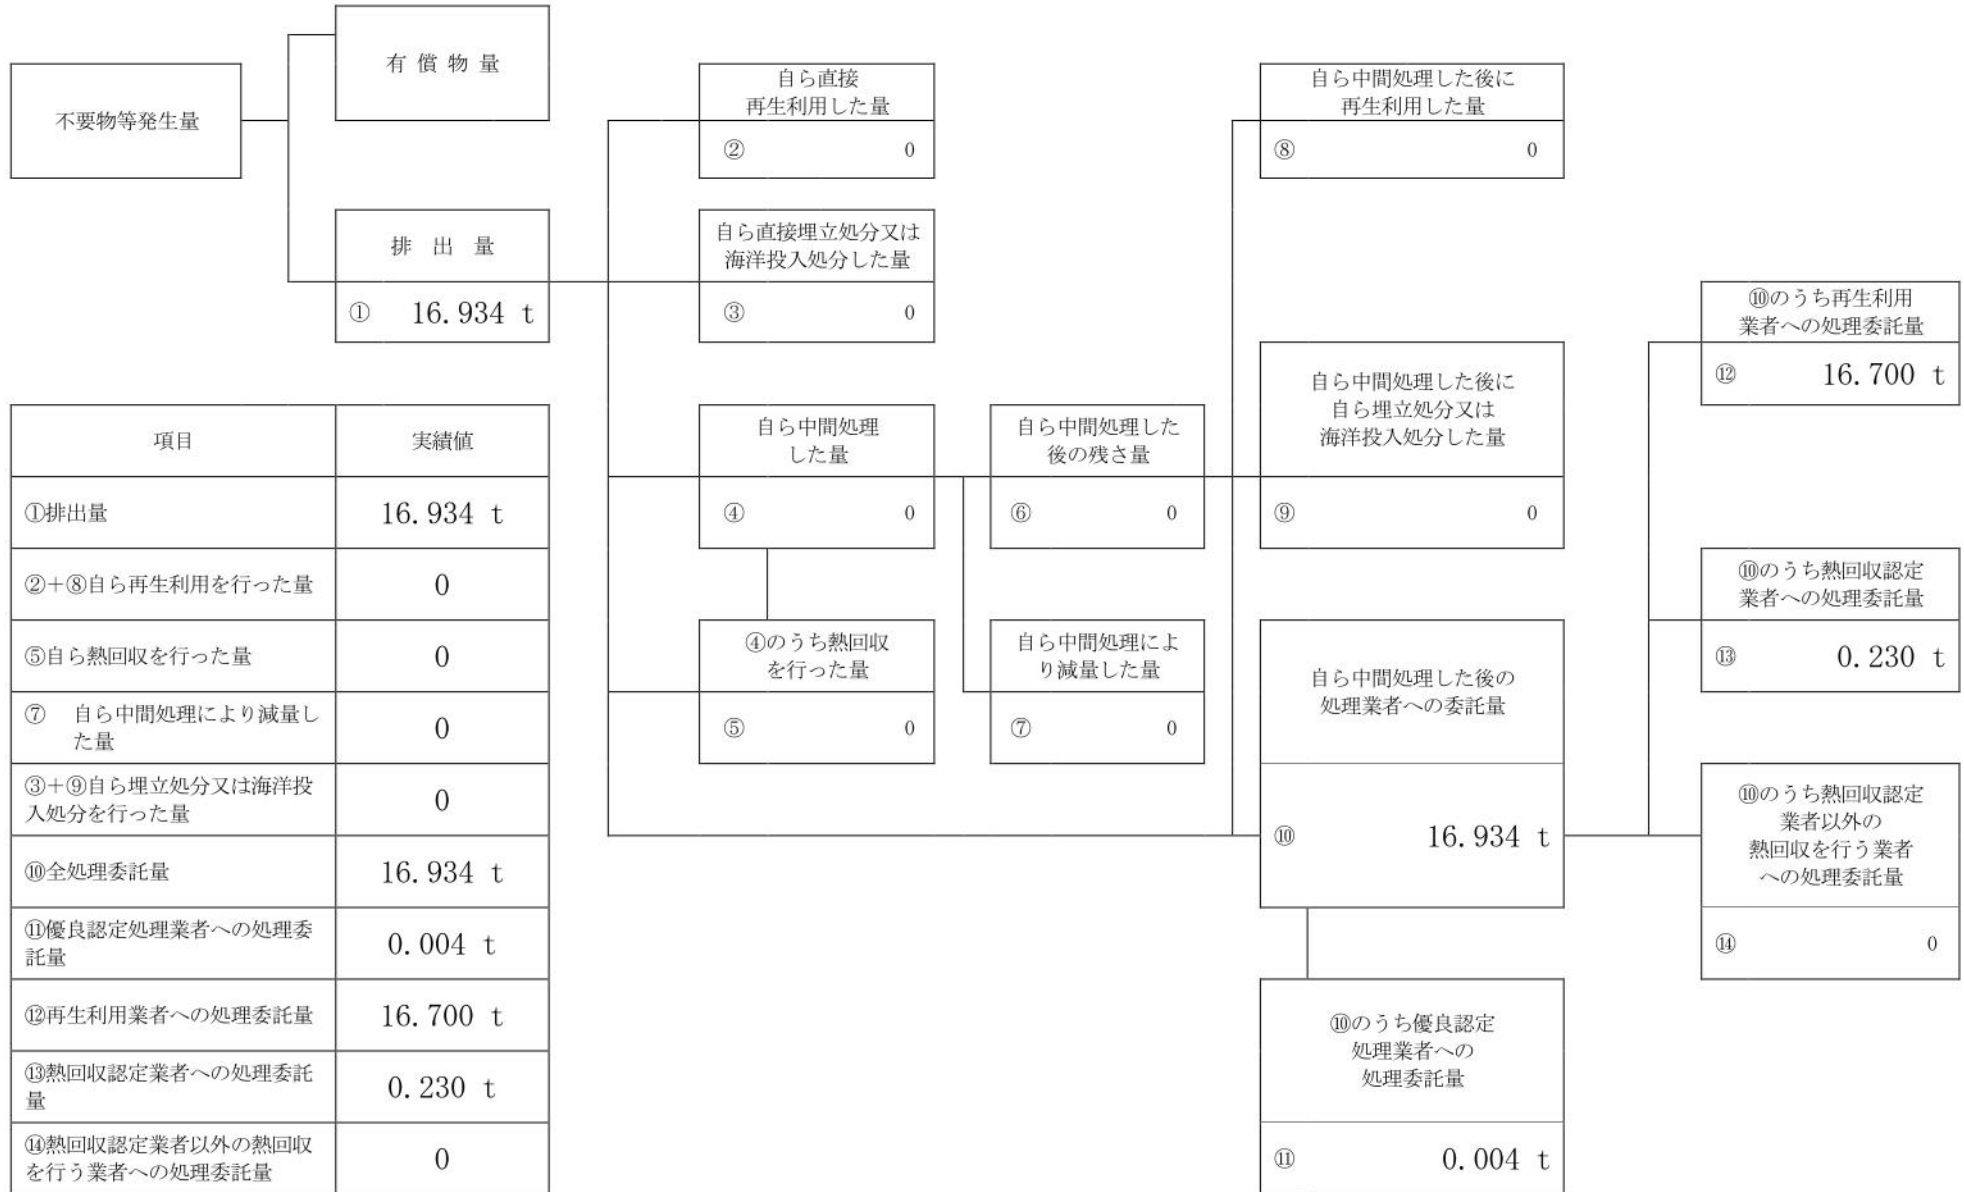 有 償 物 量
不要物等発生量
自ら直接
再生利用した量
② 0
自ら中間処理した後に
再生利用した量
⑧ 0
排 出 量
① 16.934 t
自ら直接埋立処分又は
海洋投入処分した量
③ 0
⑩のうち再生利用
業者への処理委託量
⑫ 16.700 t
自ら中間処理
した量
④ 0
自ら中間処理した
後の残さ量
⑥ 0
自ら中間処理した後に
自ら埋立処分又は
海洋投入処分した量
⑨ 0
⑩のうち熱回収認定
業者への処理委託量
⑬ 0.230 t
④のうち熱回収
を行った量
⑤ 0
自ら中間処理によ
り減量した量
⑦ 0
自ら中間処理した後の
処理業者への委託量
⑩ 16.934 t
⑩のうち熱回収認定
業者以外の
熱回収を行う業者
への処理委託量
⑭ 0
⑩のうち優良認定
処理業者への
処理委託量
⑪ 0.004 t
項目 実績値
①排出量 16.934 t
②+⑧自ら再生利用を行った量 0
⑤自ら熱回収を行った量 0
⑦ 自ら中間処理により減量し
た量 0
③+⑨自ら埋立処分又は海洋投
入処分を行った量 0
⑩全処理委託量 16.934 t
⑪優良認定処理業者への処理委
託量 0.004 t
⑫再生利用業者への処理委託量 16.700 t
⑬熱回収認定業者への処理委託
量 0.230 t
⑭熱回収認定業者以外の熱回収
を行う業者への処理委託量 0